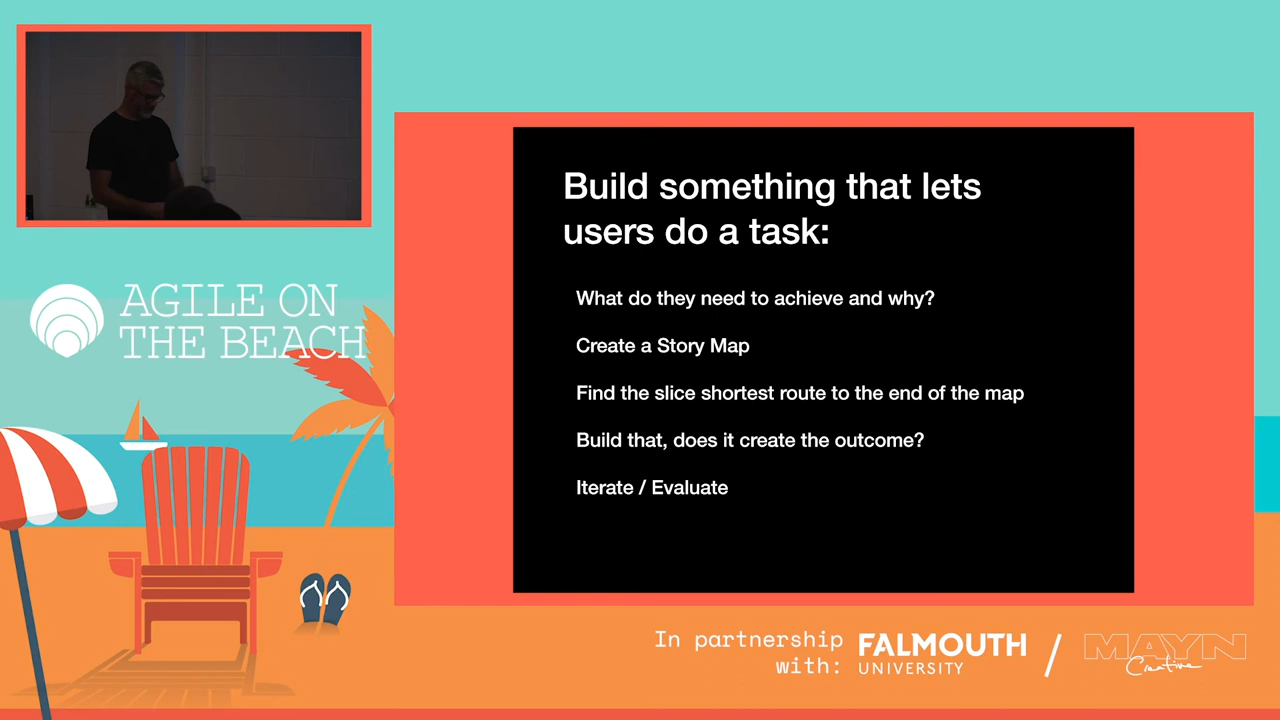 AGILE ON
THE BEACH
Build something that lets
users do a task:
What do they need to achieve and why?
Create a Story Map
Find the slice shortest route to the end of the map
Build that, does it create the outcome?
Iterate / Evaluate
In partnership
with:
FALMOUTH
UNIVERSITY
/
MAYN
Creative